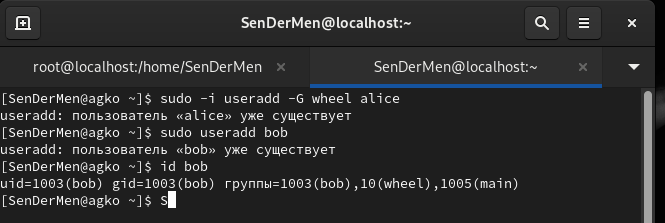 SenDerMen@localhost:~
root@localhost:/home/SenDerMen
SenDerMen@localhost:~
[SenDerMen@agko ~]$ sudo -i useradd -G wheel alice
useradd: пользователь «alice» уже существует
[SenDerMen@agko ~]$ sudo useradd bob
useradd: пользователь «bob» уже существует
[SenDerMen@agko ~]$ id bob
uid=1003(bob) gid=1003(bob) группы=1003(bob),10(wheel),1005(main)
[SenDerMen@agko ~]$ S